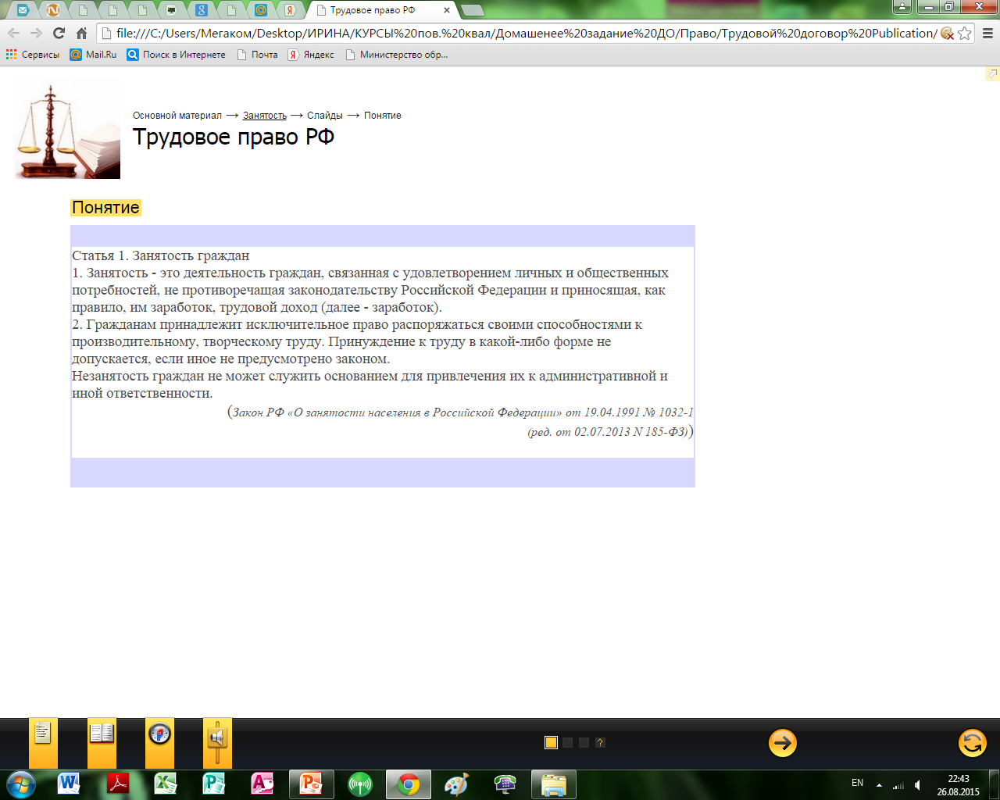 Трудовое право РФ
file:///C:/Users/Мегаком/Desktop/ИРИНА/КУРСЫ%20пов.%20квал/Домашенее%20задание%20ДО/Право/Трудовой%20договор%20Publication/
Сервисы Mail.Ru Поиск в Интернете Почта Яндекс Министерство обр...
Основной материал → Занятость → Слайды → Понятие
Трудовое право РФ
Понятие
Статья 1. Занятость граждан
1. Занятость - это деятельность граждан, связанная с удовлетворением личных и общественных
потребностей, не противоречащая законодательству Российской Федерации и приносящая, как
правило, им заработок, трудовой доход (далее - заработок).
2. Гражданам принадлежит исключительное право распоряжаться своими способностями к
производительному, творческому труду. Принуждение к труду в какой-либо форме не
допускается, если иное не предусмотрено законом.
Незанятость граждан не может служить основанием для привлечения их к административной и
иной ответственности.
(Закон РФ «О занятости населения в Российской Федерации» от 19.04.1991 № 1032-1
(ред. от 02.07.2013 N 185-ФЗ))
?
EN
22:43
26.08.2015